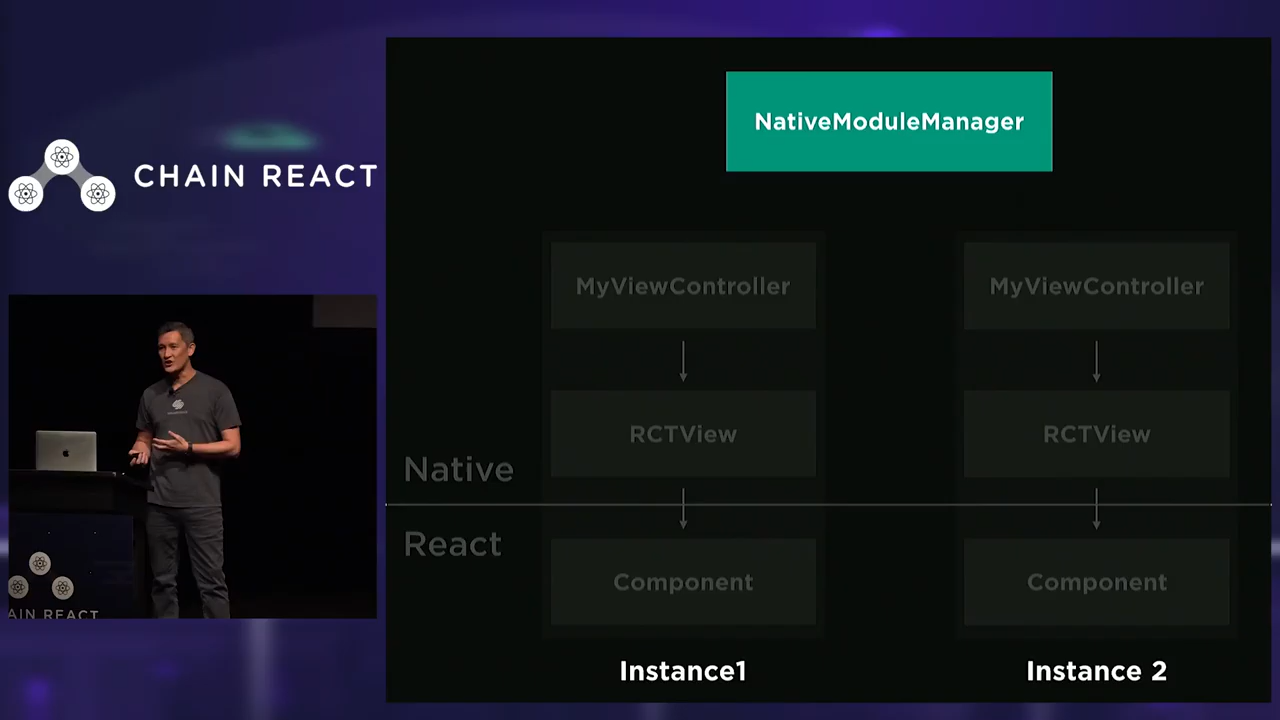 CHAIN REACT
AIN REACT
NativeModuleManager
MyViewController
MyViewController
RCTView
RCTView
Native
React
Component
Component
Instance1
Instance 2